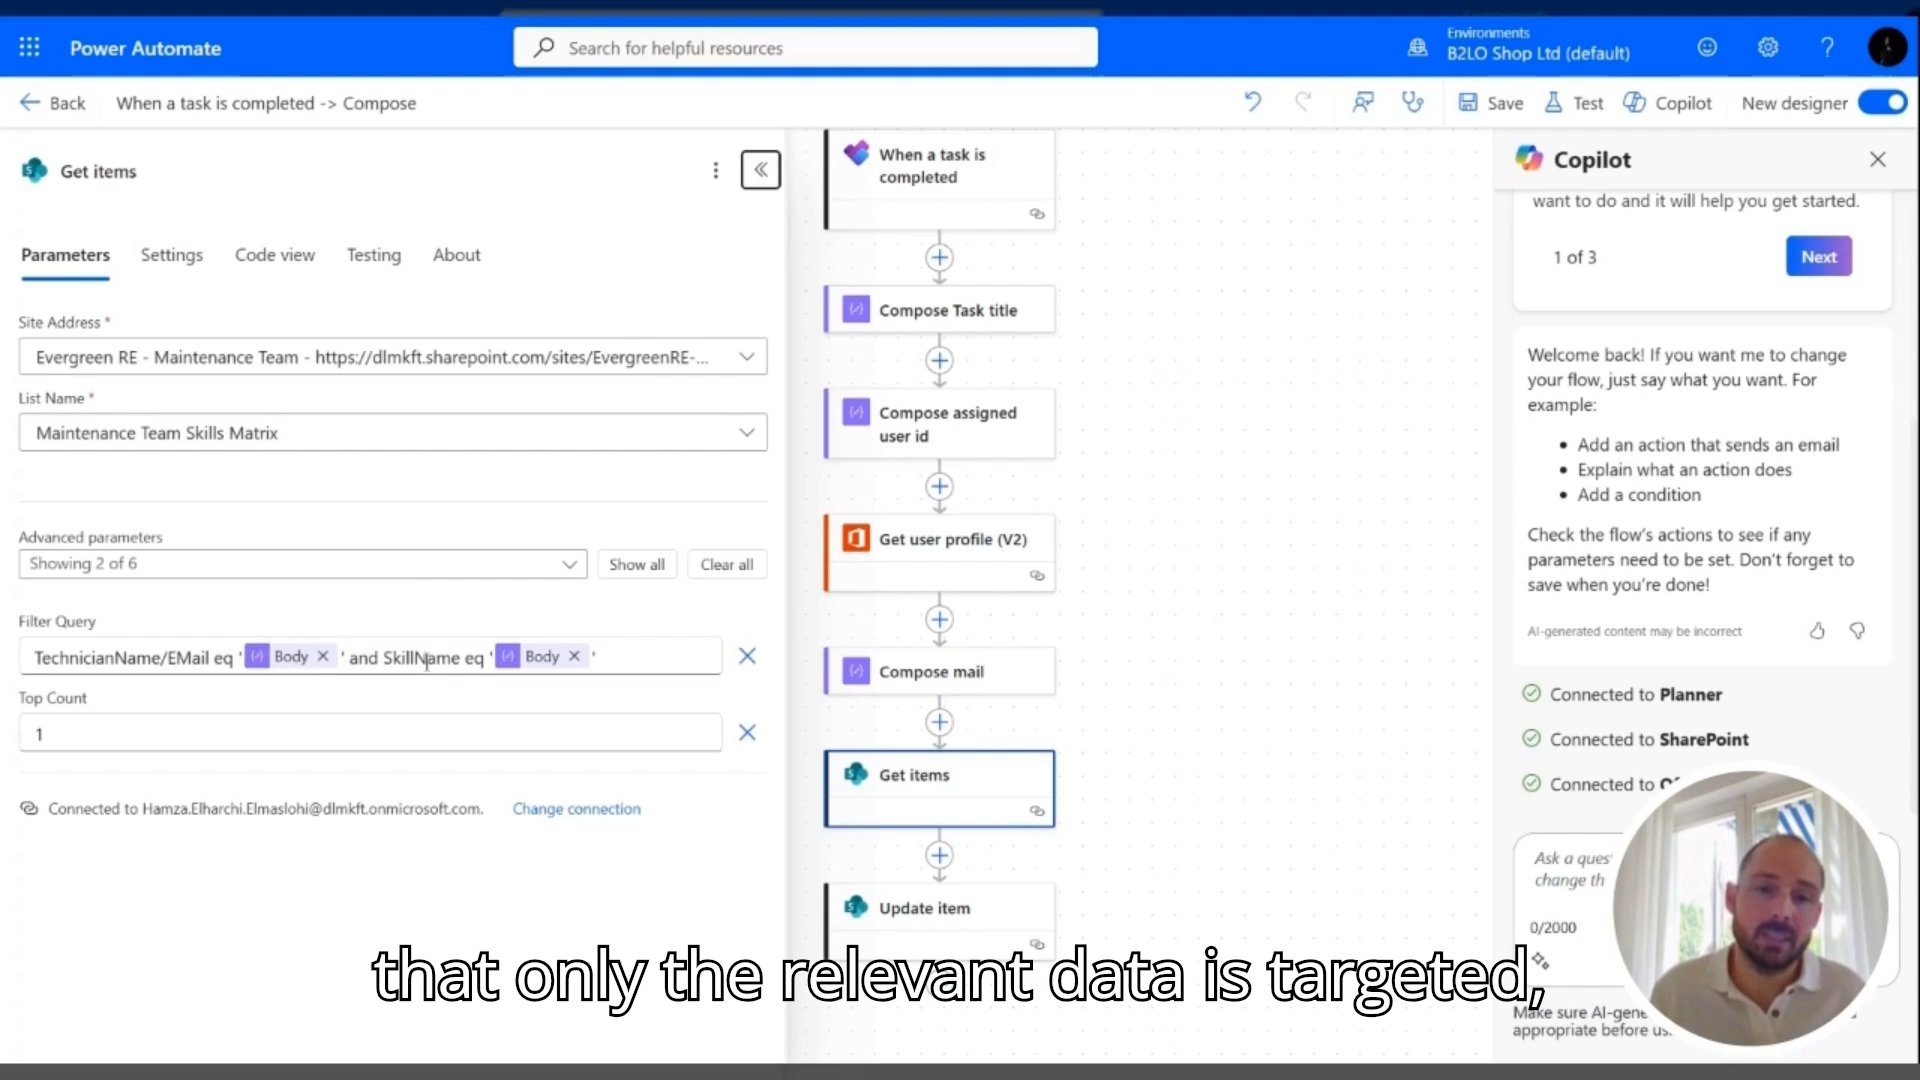 Power Automate
Search for helpful resources
Environments
B2LO Shop Ltd (default)
Back
When a task is completed -> Compose
Save
Test
Copilot
New designer
Get items
Parameters
Settings
Code view
Testing
About
Site Address *
Evergreen RE - Maintenance Team - https://dlmkft.sharepoint.com/sites/EvergreenRE-...
List Name *
Maintenance Team Skills Matrix
Advanced parameters
Showing 2 of 6
Show all
Clear all
Filter Query
TechnicianName/EMail eq ' Body ' and SkillName eq ' Body '
Top Count
1
Connected to Hamza.Elharchi.Elmaslohi@dlmkft.onmicrosoft.com.
Change connection
When a task is
completed
Compose Task title
Compose assigned
user id
Get user profile (V2)
Compose mail
Get items
Update item
Copilot
want to do and it will help you get started.
1 of 3
Next
Welcome back! If you want me to change
your flow, just say what you want. For
example:
• Add an action that sends an email
• Explain what an action does
• Add a condition
Check the flow's actions to see if any
parameters need to be set. Don't forget to
save when you're done!
AI-generated content may be incorrect
Connected to Planner
Connected to SharePoint
Connected to
Ask a
change
0/2000
Make sure
appropriate before
that only the relevant data is targeted,